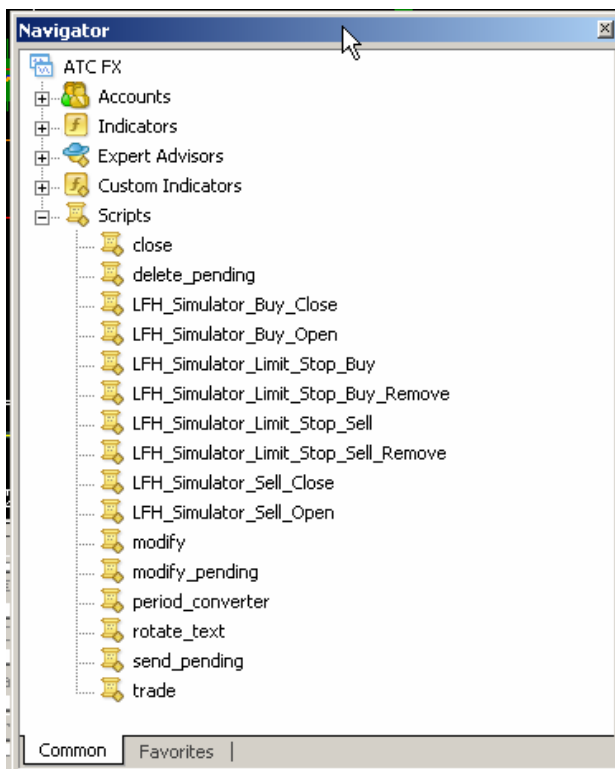 Navigator
ATC FX
Accounts
Indicators
Expert Advisors
Custom Indicators
Scripts
close
delete_pending
LFH_Simulator_Buy_Close
LFH_Simulator_Buy_Open
LFH_Simulator_Limit_Stop_Buy
LFH_Simulator_Limit_Stop_Buy_Remove
LFH_Simulator_Limit_Stop_Sell
LFH_Simulator_Limit_Stop_Sell_Remove
LFH_Simulator_Sell_Close
LFH_Simulator_Sell_Open
modify
modify_pending
period_converter
rotate_text
send_pending
trade
Common Favorites